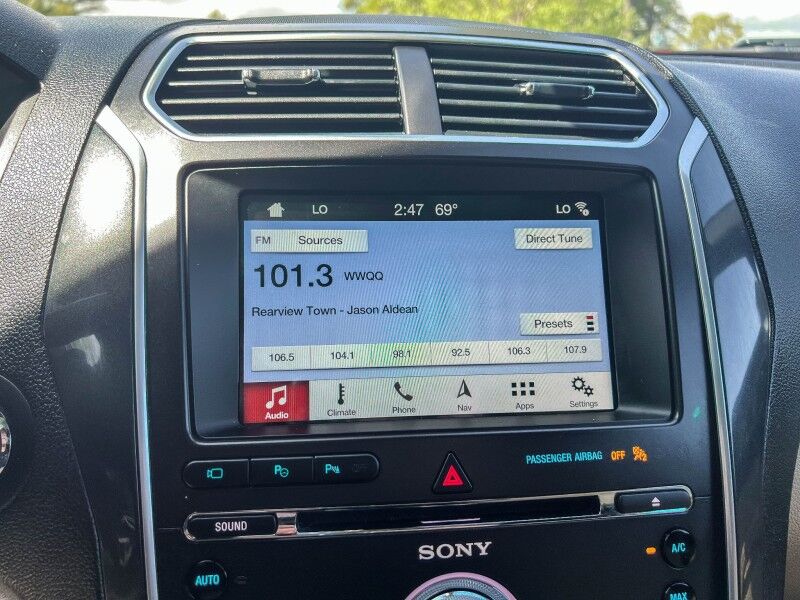 LO 2:47 69° LO
FM Sources Direct Tune
101.3 WWQQ
Rearview Town - Jason Aldean
Presets
106.5 104.1 98.1 92.5 106.3 107.9
Audio Climate Phone Nav Apps Settings
PASSENGER AIRBAG OFF
SOUND
SONY
A/C
AUTO
MAX